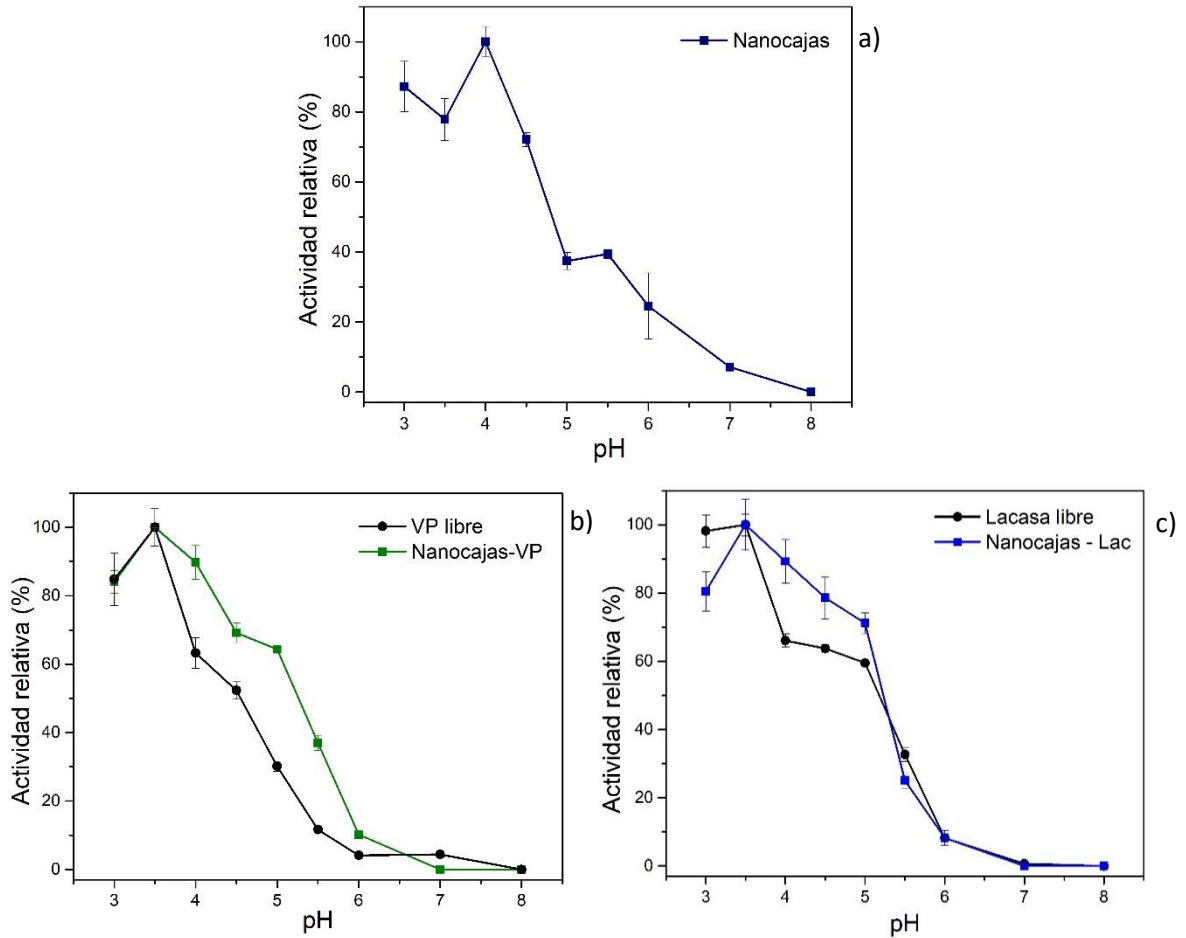 Nanocajas
a)
Actividad relativa (%)
100
80
60
40
20
0
3 4 5 6 7 8
pH
VP libre
Nanocajas-VP
b)
Actividad relativa (%)
100
80
60
40
20
0
3 4 5 6 7 8
pH
Lacasa libre
Nanocajas - Lac
c)
Actividad relativa (%)
100
80
60
40
20
0
3 4 5 6 7 8
pH